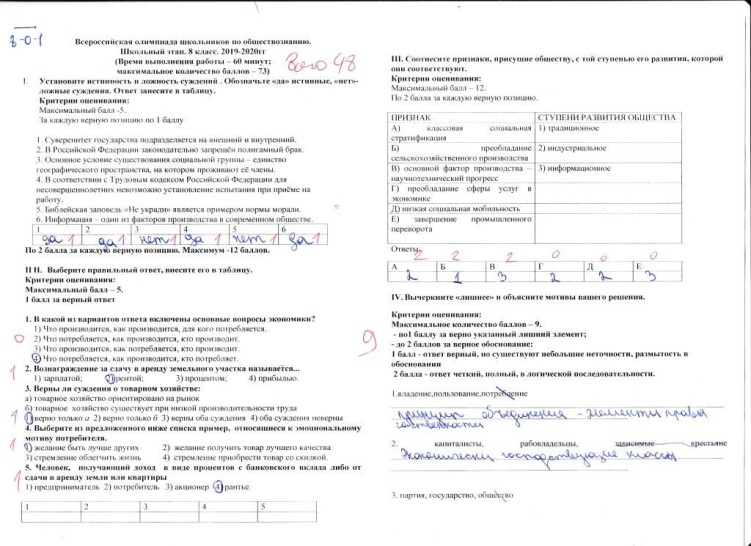 8-0-1
Всероссийская олимпиада школьников по обществознанию.
Школьный этап. 8 класс. 2019-2020гг
(Время выполнения работы – 60 минут;
максимальное количество баллов – 73)
Всего 48
I. Установите истинность и ложность суждений . Обозначьте «да» истинные, «нет»-
ложные суждения. Ответ занесите в таблицу.
Критерии оценивания:
Максимальный балл -5.
За каждую верную позицию по 1 баллу
1. Суверенитет государства подразделяется на внешний и внутренний.
2. В Российской Федерации законодательно запрещён полигамный брак.
3. Основное условие существования социальной группы – единство
географического пространства, на котором проживают её члены.
4. В соответствии с Трудовым кодексом Российской Федерации для
несовершеннолетних невозможно установление испытания при приёме на
работу.
5. Библейская заповедь «Не укради» является примером нормы морали.
6. Информация – один из факторов производства в современном обществе.
1 2 3 4 5 6
да 1 да 1 нет 1 да 1 нет 1 да 1
По 2 балла за каждую верную позицию. Максимум -12 баллов.
П II. Выберите правильный ответ, внесите его в таблицу.
Критерии оценивания:
Максимальный балл – 5.
1 балл за верный ответ
1. В какой из вариантов ответа включены основные вопросы экономики?
1) Что производится, как производится, для кого потребляется.
0 2) Что потребляется, как производится, кто производит.
3) Что производится, как потребляется, кто производит.
4) Что производится, как потребляется, кто потребляет.
1 2. Вознаграждение за сдачу в аренду земельного участка называется...
1) зарплатой; 2) рентой; 3) процентом; 4) прибылью.
3. Верны ли суждения о товарном хозяйстве:
а) товарное хозяйство ориентировано на рынок
б) товарное хозяйство существует при низкой производительности труда
1 1) верно только а 2) верно только б 3) верны оба суждения 4) оба суждения неверны
4. Выберите из предложенного ниже списка пример, относящиеся к эмоциональному
мотиву потребителя.
1 1) желание быть лучше других 2) желание получить товар лучшего качества
3) стремление облегчить жизнь 4) стремление приобрести товар со скидкой.
5. Человек, получающий доход в виде процентов с банковского вклада либо от
сдачи в аренду земли или квартиры
1 1) предприниматель 2) потребитель 3) акционер 4) рантье
1 2 3 4 5
III. Соотнесите признаки, присущие обществу, с той ступенью его развития, которой
они соответствуют.
Критерии оценивания:
Максимальный балл – 12.
По 2 балла за каждую верную позицию.
ПРИЗНАК СТУПЕНИ РАЗВИТИЯ ОБЩЕСТВА
А) классовая социальная 1) традиционное
стратификация
Б) преобладание 2) индустриальное
сельскохозяйственного производства
В) основной фактор производства – 3) информационное
научнотехнический прогресс
Г) преобладание сферы услуг в
экономике
Д) низкая социальная мобильность
Е) завершение промышленного
переворота
Ответы
2 2 2 0 0 0
А Б В Г Д Е
2 1 3 2 2 3
IV. Вычеркните «лишнее» и объясните мотивы вашего решения.
Критерии оценивания:
Максимальное количество баллов – 9.
9 - по1 баллу за верно указанный лишний элемент;
- до 2 баллов за верное обоснование:
1 балл - ответ верный, но существуют небольшие неточности, размытость в
обосновании
2 балла - ответ четкий, полный, в логической последовательности.
1.владение,пользование,потребление
принцип объединения – элементы права
собственности
2. капиталисты, рабовладельцы, зависимые крестьяне
Экономически господствующие классы
3. партия, государство, общество